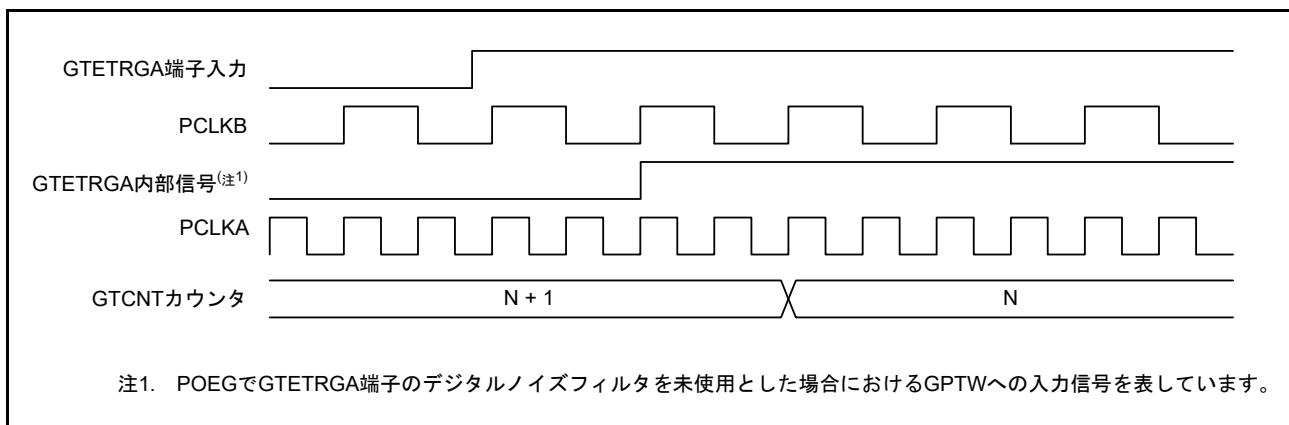 GTETRGA端子入力
PCLKB
GTETRGA内部信号(注1)
PCLKA
GTCNTカウンタ N + 1 N
注1. POEGでGTETRGA端子のデジタルノイズフィルタを未使用とした場合におけるGPTWへの入力信号を表しています。